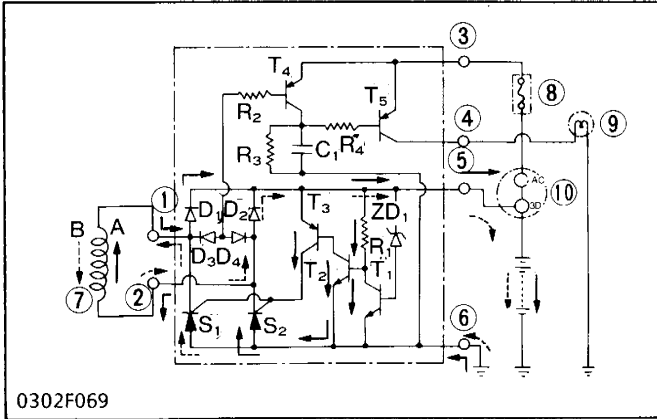 ③
T4
T5
⑧
R2
④
⑨
R3
C1
R4
⑤
AC
⑩
①
T3
3D
B
A
D1
D2
ZD1
R1
D3
D4
T2
T1
⑦
②
S1
S2
⑥
0302F069